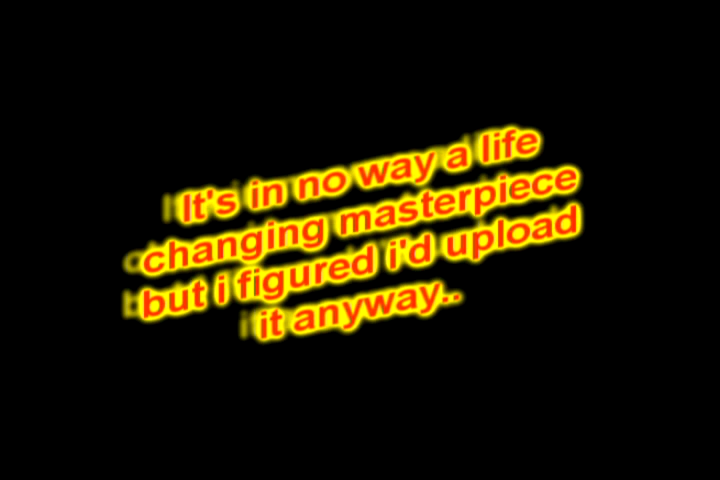 It's in no way a life
changing masterpiece
but i figured i'd upload
it anyway..